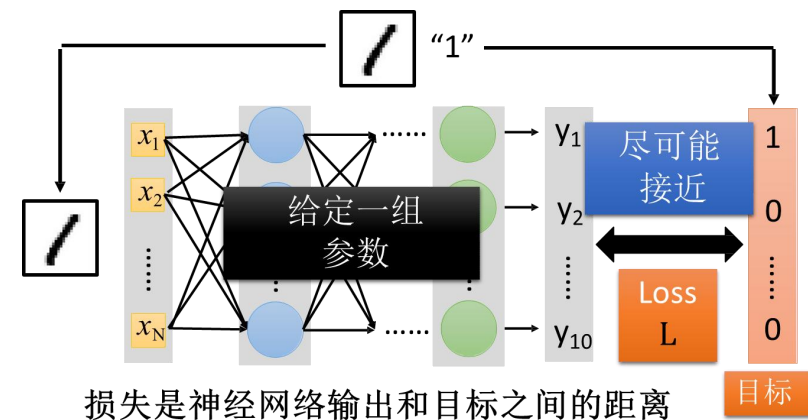 “1”
x1
x2
......
xN
给定一组
参数
......
......
y1
y2
......
y10
尽可能
接近
Loss
L
1
0
......
0
目标
损失是神经网络输出和目标之间的距离